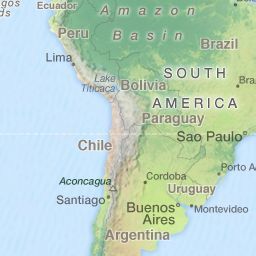 Ecuador
Amazon
Basin
Peru
Brazil
Lima
Lake
Titicaca
Bolivia
SOUTH
AMERICA
Paraguay
Sao Paulo
Chile
Porto A
Aconcagua
Cordoba
Uruguay
Santiago
Buenos
Aires
Montevideo
Argentina